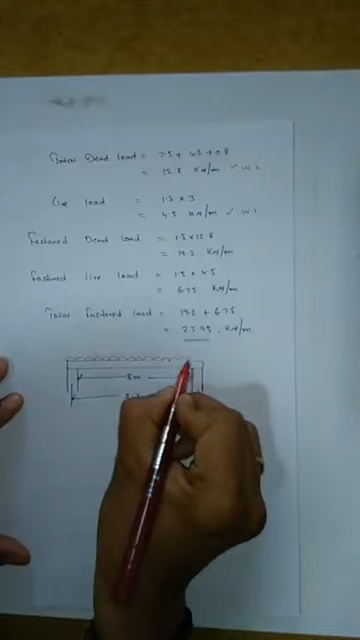 Total Dead load = 7.5 + 4.5 + 0.8
= 12.8 KN/m ✓ W.L
Live load = 1.5 x 3
= 4.5 KN/m ✓
Factored Dead load = 1.5 x 12.8
= 19.2 KN/m
Factored live load = 1.5 x 4.5
= 6.75 KN/m
Total factored load = 19.2 + 6.75
= 25.95 KN/m
8m